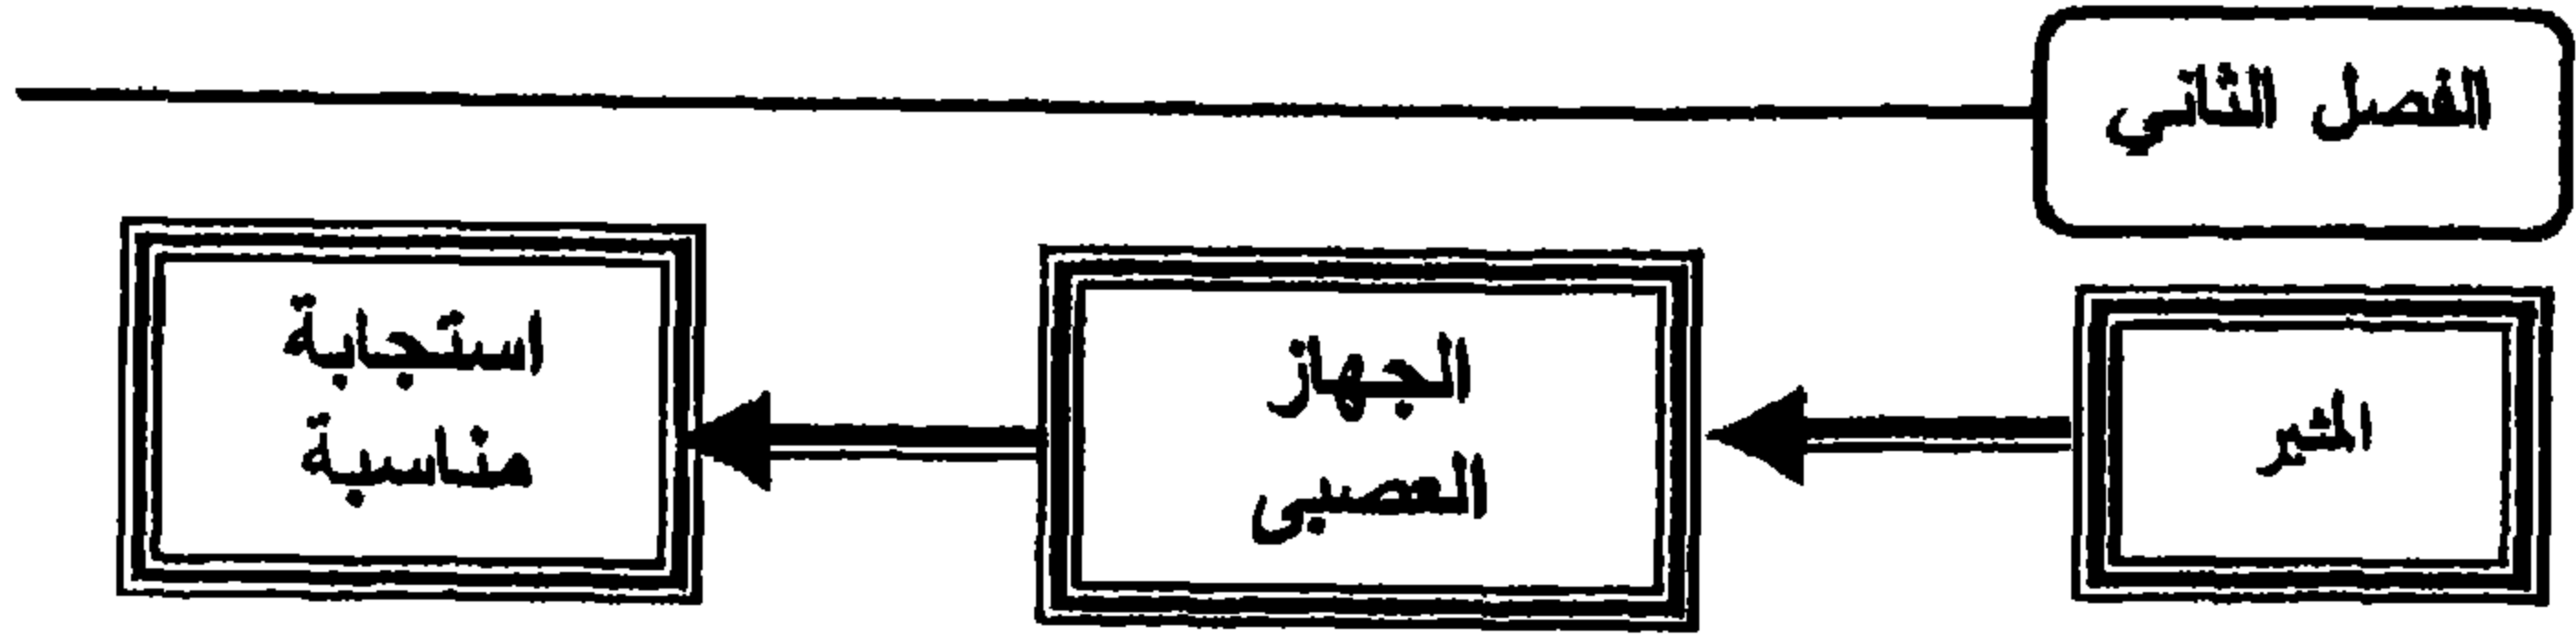 الفصل الثاني
المثير
الجهاز
العصبى
استجابة
مناسبة